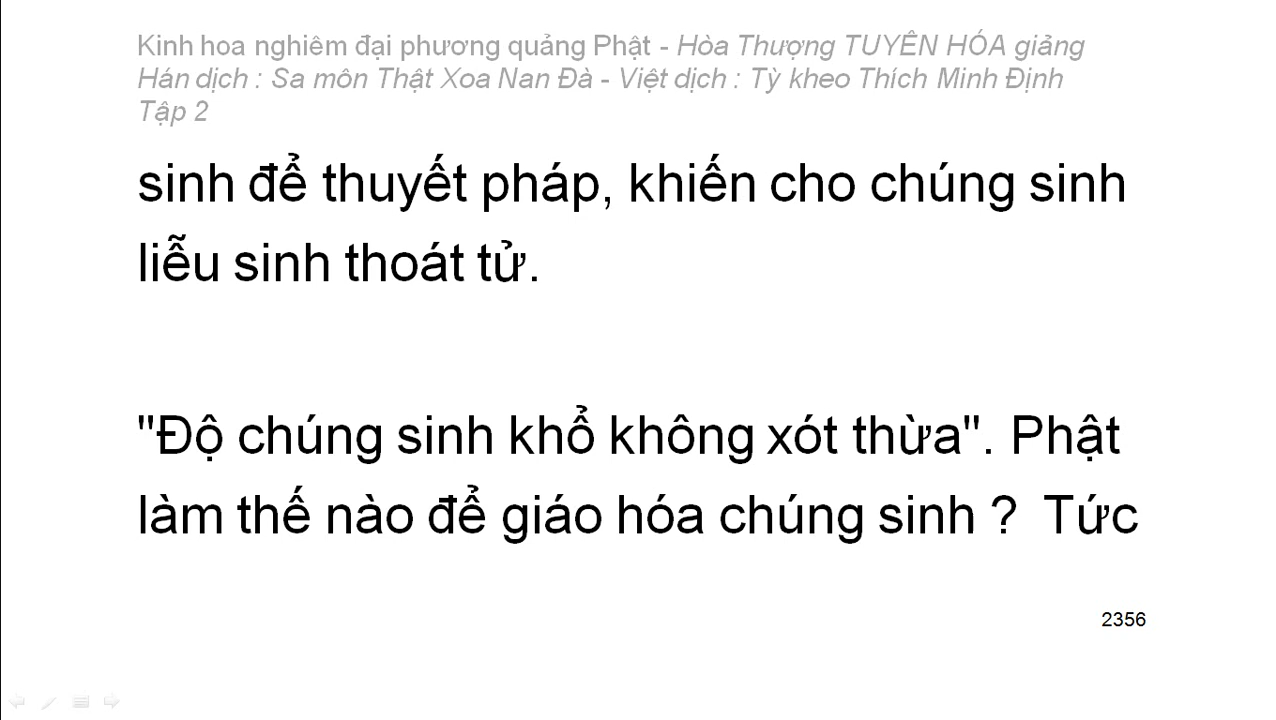 Kinh hoa nghiêm đại phương quảng Phật - Hòa Thượng TUYÊN HÓA giảng
Hán dịch : Sa môn Thật Xoa Nan Đà - Việt dịch : Tỳ kheo Thích Minh Định
Tập 2
sinh để thuyết pháp, khiến cho chúng sinh
liễu sinh thoát tử.
"Độ chúng sinh khổ không xót thừa". Phật
làm thế nào để giáo hóa chúng sinh ?  Tức
2356